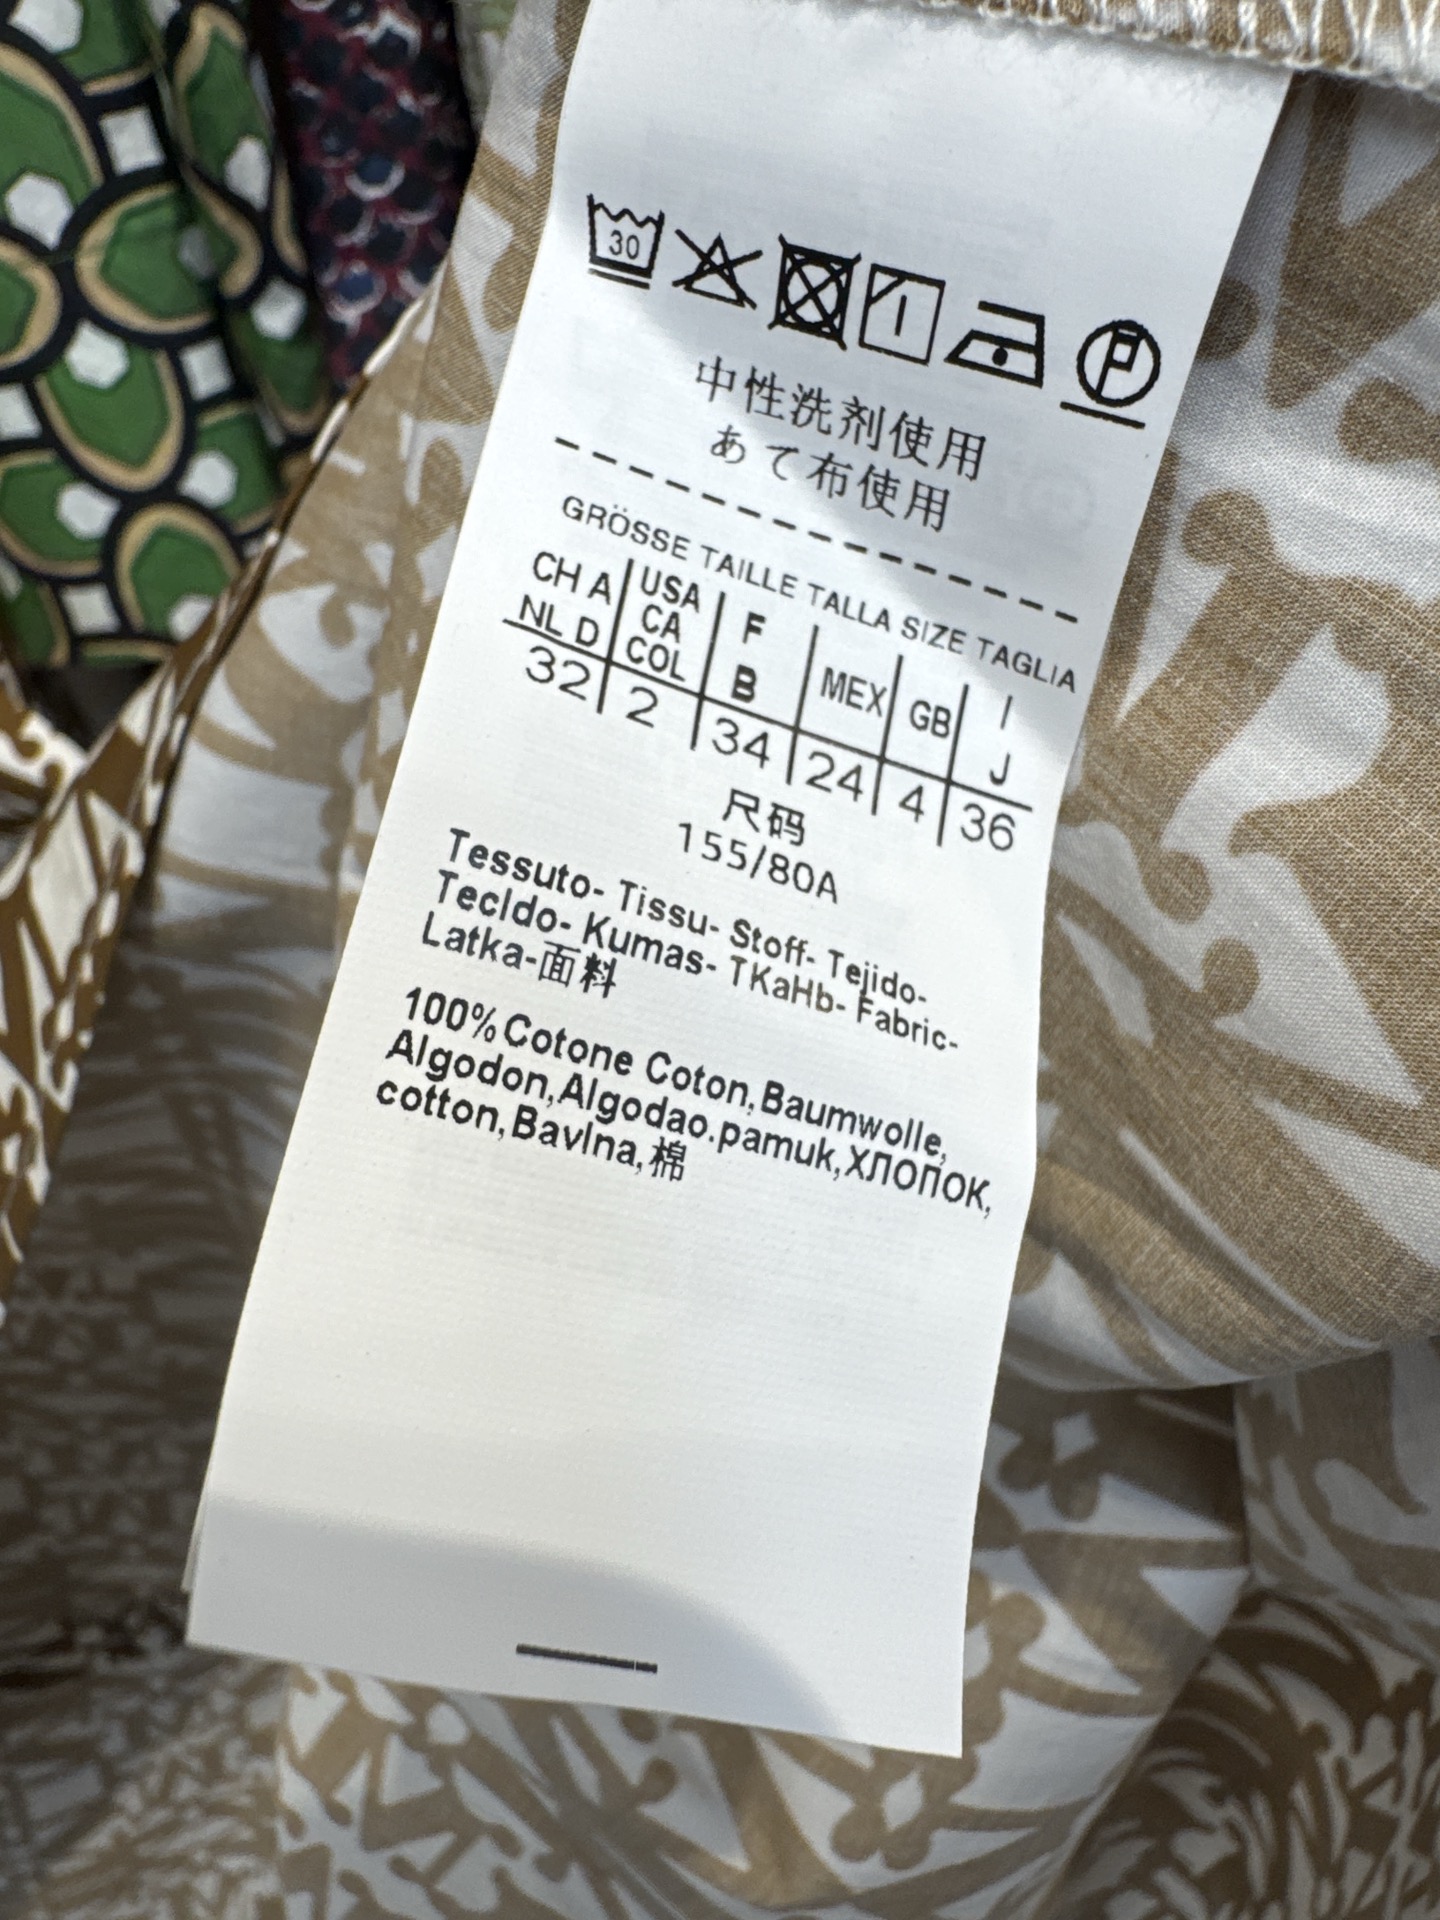 30
中性洗剤使用
あて布使用
GRÖSSE TAILLE TALLA SIZE TAGLIA
CH A NL D | USA CA COL | F B | MEX | GB | I J
32 | 2 | 34 | 24 | 4 | 36
尺码
155/80A
Tessuto- Tissu- Stoff- Tejido-
Tecldo- Kumas- TKaHb- Fabric-
Latka-面料
100% Cotone Coton,Baumwolle,
Algodon,Algodao.pamuk,ХЛОПОК,
cotton,Bavlna,棉